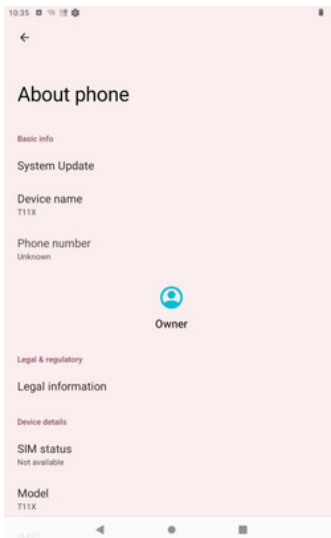 10:35
About phone
Basic info
System Update
Device name
T11X
Phone number
Unknown
Owner
Legal & regulatory
Legal information
Device details
SIM status
Not available
Model
T11X